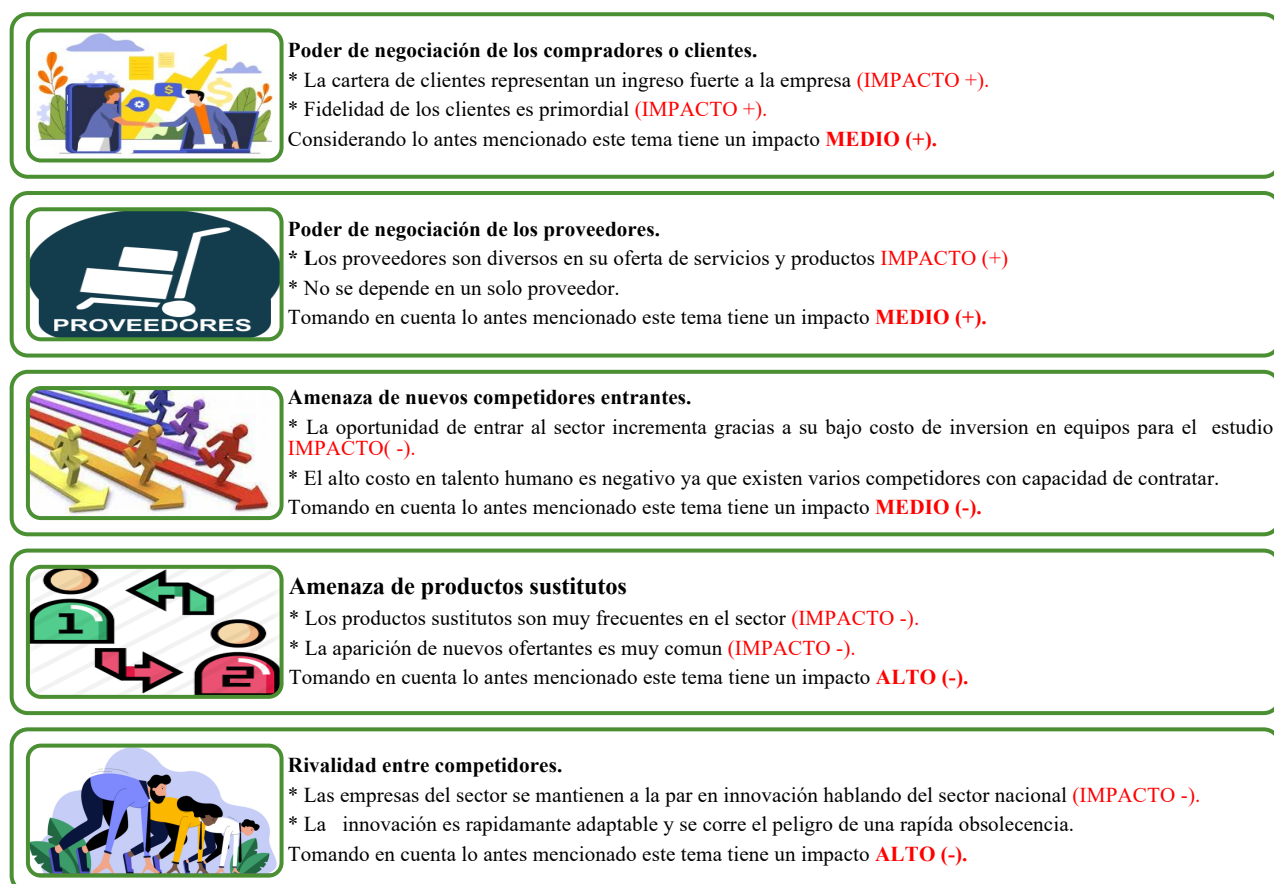 Poder de negociación de los compradores o clientes.
* La cartera de clientes representan un ingreso fuerte a la empresa (IMPACTO +).
* Fidelidad de los clientes es primordial (IMPACTO +).
Considerando lo antes mencionado este tema tiene un impacto MEDIO (+).
$
$
PROVEEDORES
Poder de negociación de los proveedores.
* Los proveedores son diversos en su oferta de servicios y productos IMPACTO (+)
* No se depende en un solo proveedor.
Tomando en cuenta lo antes mencionado este tema tiene un impacto MEDIO (+).
Amenaza de nuevos competidores entrantes.
* La oportunidad de entrar al sector incrementa gracias a su bajo costo de inversion en equipos para el estudio
IMPACTO( -).
* El alto costo en talento humano es negativo ya que existen varios competidores con capacidad de contratar.
Tomando en cuenta lo antes mencionado este tema tiene un impacto MEDIO (-).
1
2
Amenaza de productos sustitutos
* Los productos sustitutos son muy frecuentes en el sector (IMPACTO -).
* La aparición de nuevos ofertantes es muy comun (IMPACTO -).
Tomando en cuenta lo antes mencionado este tema tiene un impacto ALTO (-).
Rivalidad entre competidores.
* Las empresas del sector se mantienen a la par en innovación hablando del sector nacional (IMPACTO -).
* La innovación es rapidamante adaptable y se corre el peligro de una rapída obsolecencia.
Tomando en cuenta lo antes mencionado este tema tiene un impacto ALTO (-).